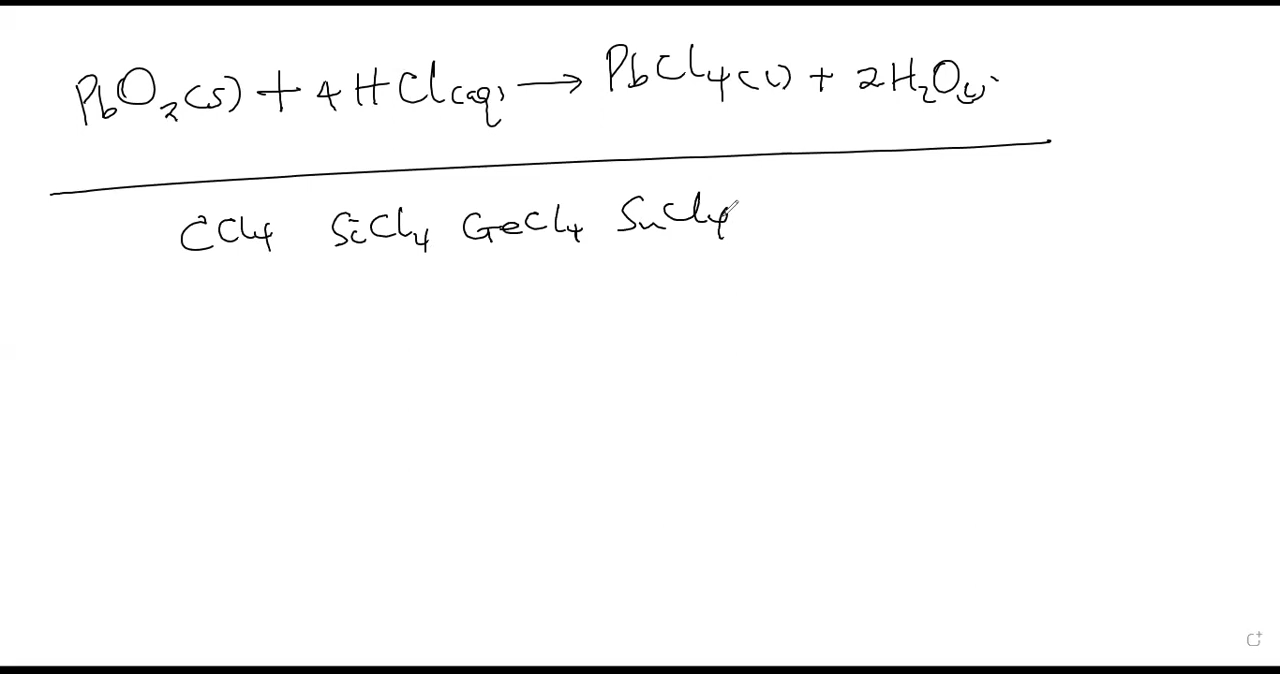 PbO₂(s) + 4HCl(aq) → PbCl₄(l) + 2H₂O(l).
CCl₄ SiCl₄ GeCl₄ SnCl₄